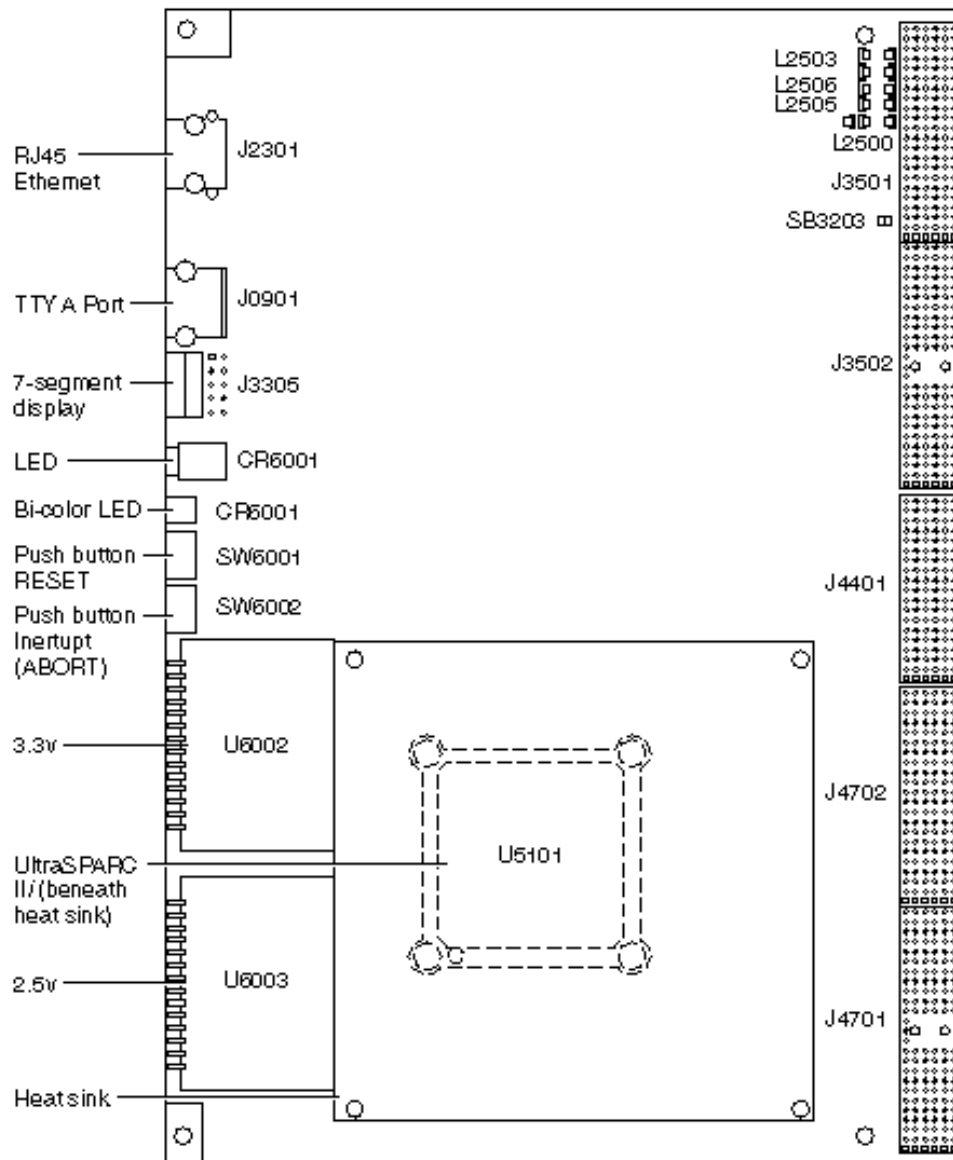 L2503
L2506
L2505
L2500
RJ45
Ethernet
J2301
J3501
SB3203
TTY A Port
J0901
7-segment
display
J3305
J3502
LED
CR6001
Bi-color LED
CR6001
Push button
RESET
SW6001
Push button
Inertupt
(ABORT)
SW6002
J4401
3.3v
U6002
J4702
UltraSPARC
IIi (beneath
heat sink)
U5101
2.5v
U6003
J4701
Heat sink